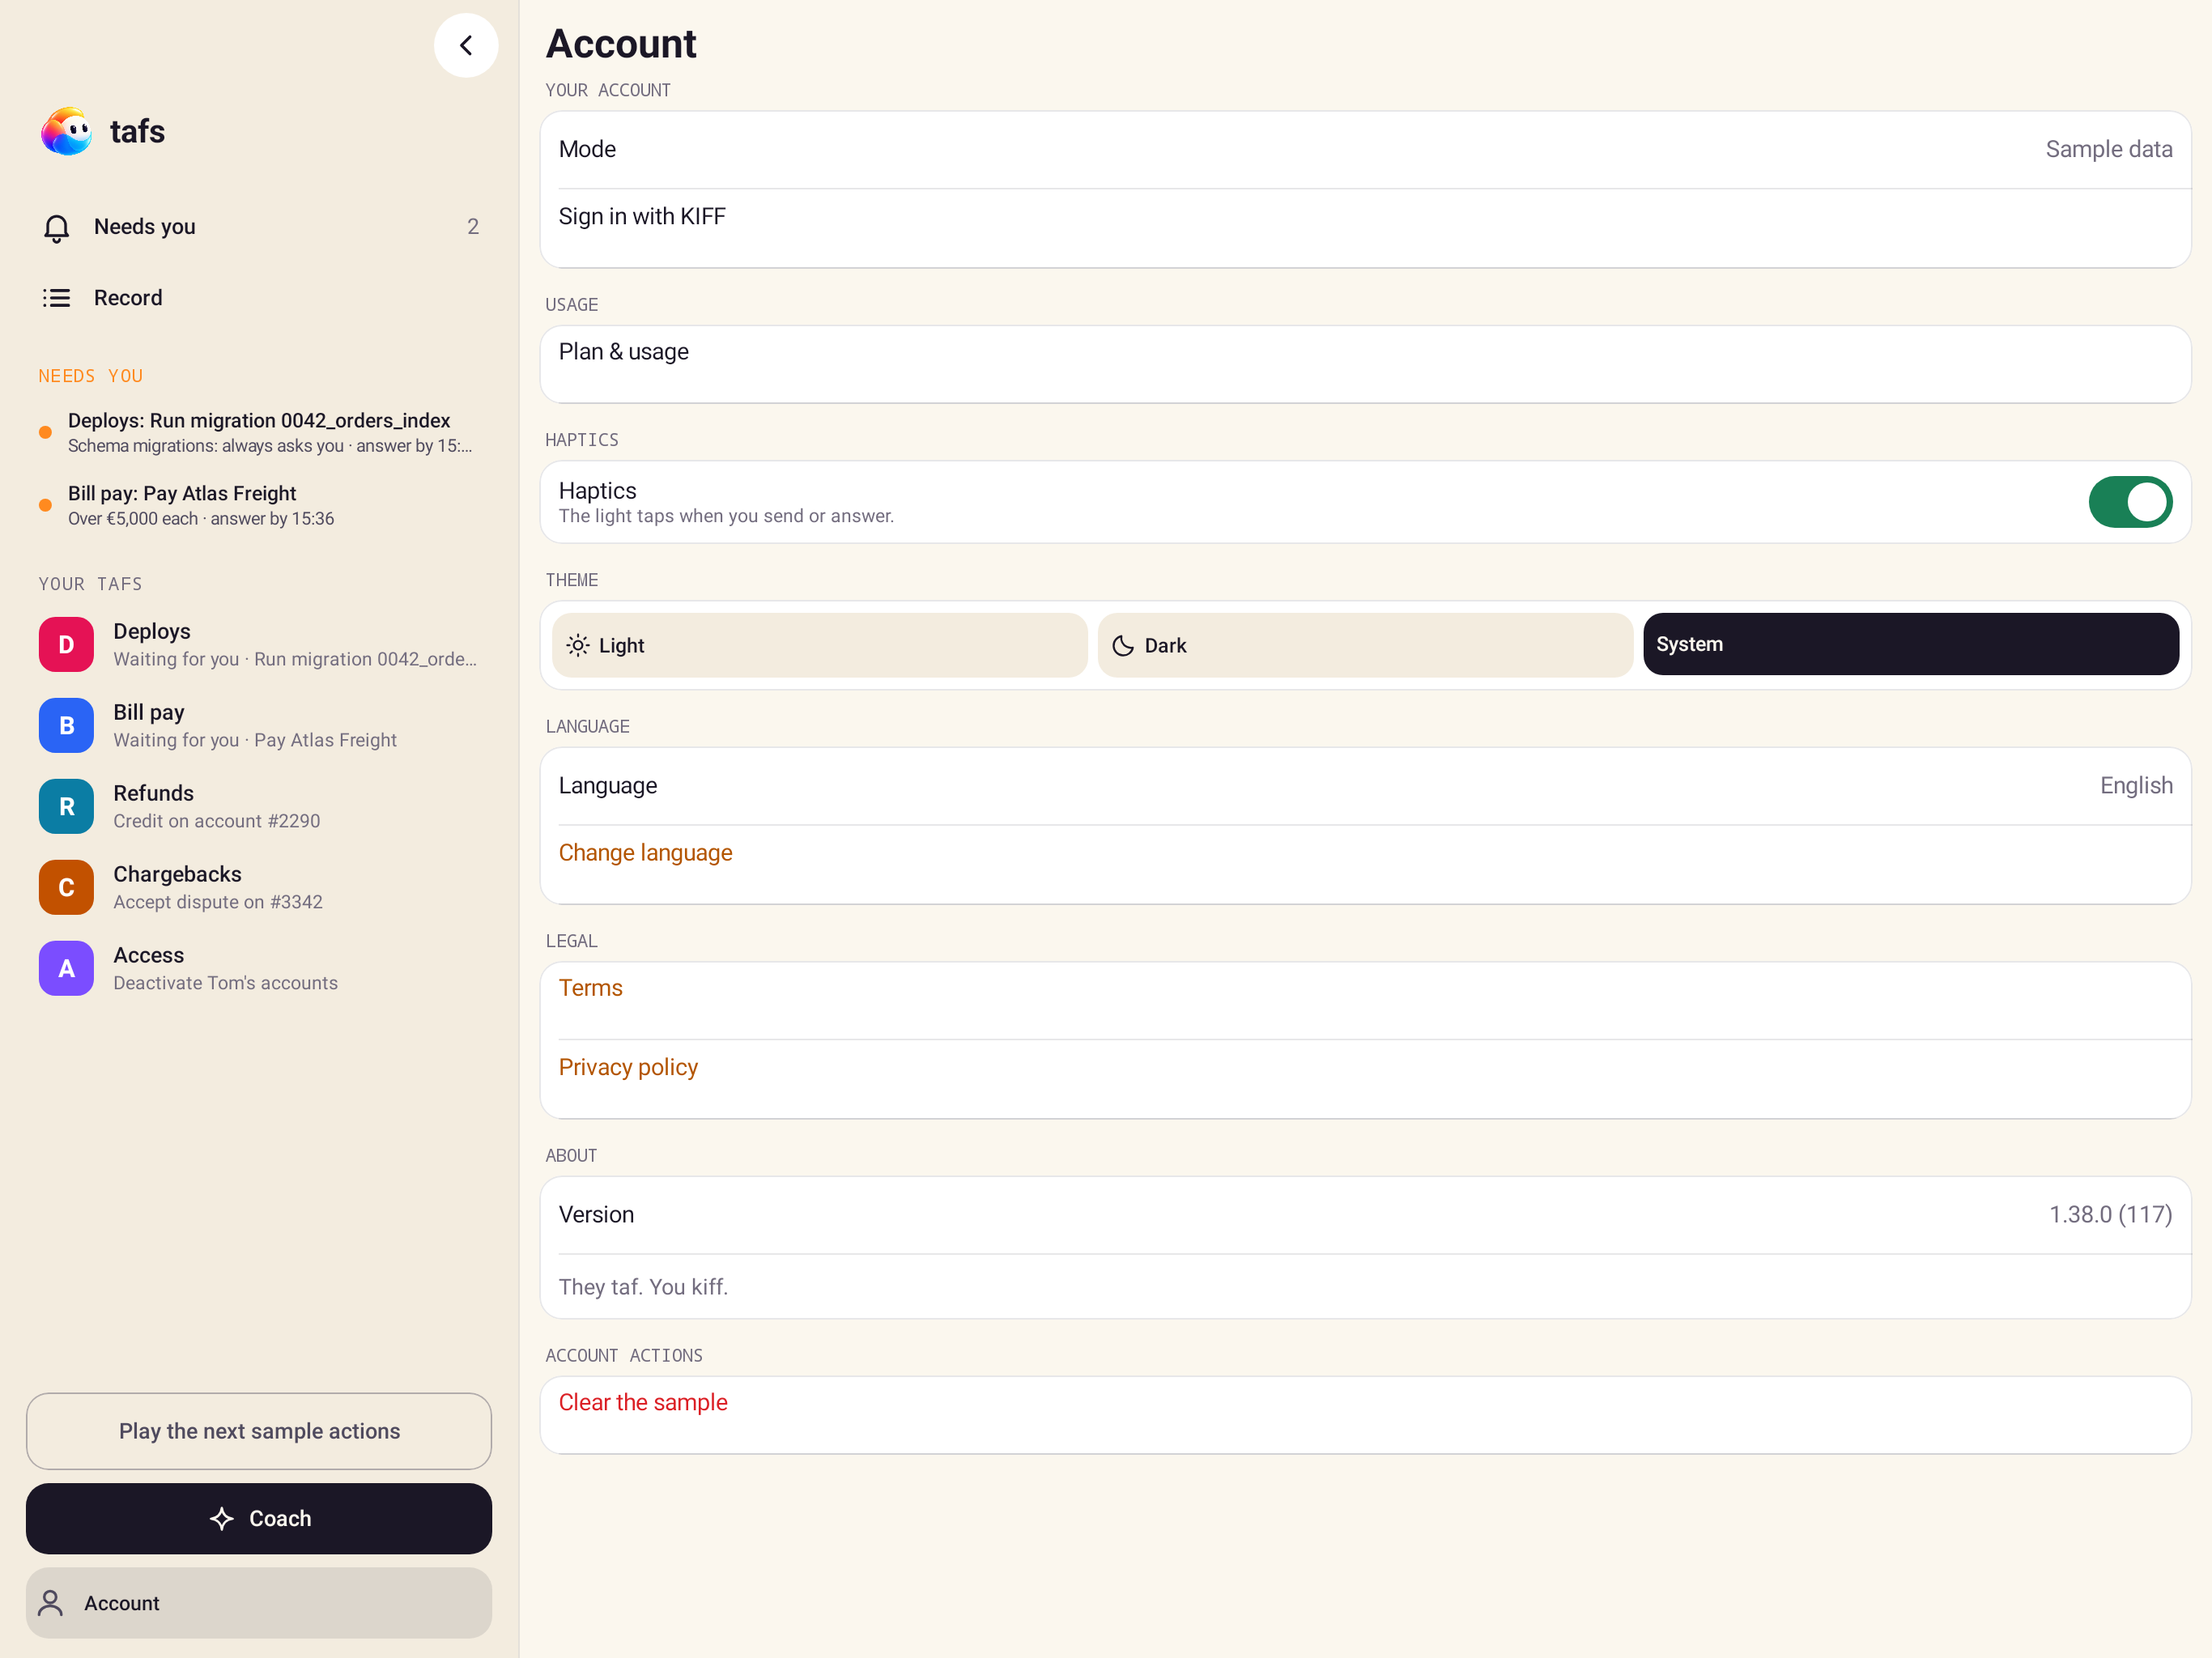 tafs
Needs you 2
Record
NEEDS YOU
Deploys: Run migration 0042_orders_index
Schema migrations: always asks you · answer by 15:...
Bill pay: Pay Atlas Freight
Over €5,000 each · answer by 15:36
YOUR TAFS
D
Deploys
Waiting for you · Run migration 0042_orde...
B
Bill pay
Waiting for you · Pay Atlas Freight
R
Refunds
Credit on account #2290
C
Chargebacks
Accept dispute on #3342
A
Access
Deactivate Tom's accounts
Play the next sample actions
Coach
Account
Account
YOUR ACCOUNT
Mode Sample data
Sign in with KIFF
USAGE
Plan & usage
HAPTICS
Haptics
The light taps when you send or answer.
THEME
Light Dark System
LANGUAGE
Language English
Change language
LEGAL
Terms
Privacy policy
ABOUT
Version 1.38.0 (117)
They taf. You kiff.
ACCOUNT ACTIONS
Clear the sample